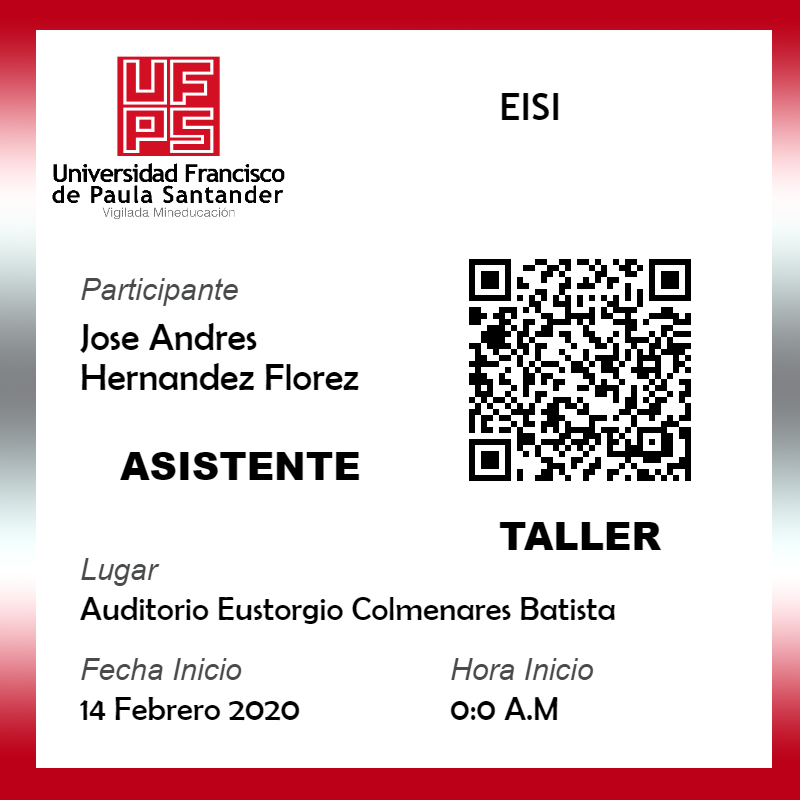 UF
PS
Universidad Francisco
de Paula Santander
Vigilada Mineducación
EISI
Participante
Jose Andres
Hernandez Florez
ASISTENTE
TALLER
Lugar
Auditorio Eustorgio Colmenares Batista
Fecha Inicio
14 Febrero 2020
Hora Inicio
0:0 A.M